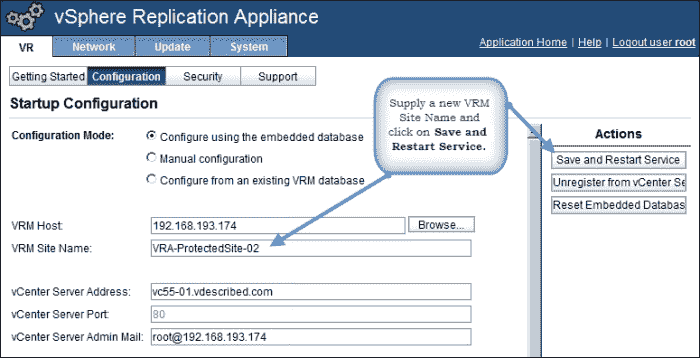 vSphere Replication Appliance
VR Network Update System
Application Home | Help | Logout user root
Getting Started Configuration Security Support
Startup Configuration
Configuration Mode:
Configure using the embedded database
Manual configuration
Configure from an existing VRM database
VRM Host: 192.168.193.174 Browse...
VRM Site Name: VRA-ProtectedSite-02
vCenter Server Address: vc55-01.vdescribed.com
vCenter Server Port: 80
vCenter Server Admin Mail: root@192.168.193.174
Supply a new VRM
Site Name and
click on Save and
Restart Service.
Actions
Save and Restart Service
Unregister from vCenter Se
Reset Embedded Databas